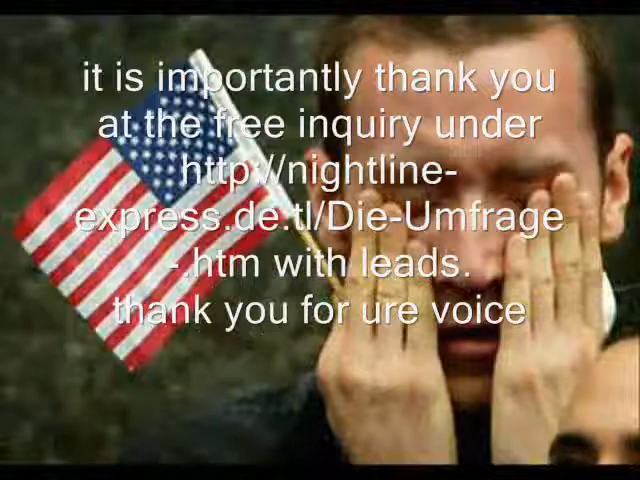 it is importantly thank you
at the free inquiry under
http://nightline-
express.de.tl/Die-Umfrage
-.htm with leads.
thank you for ure voice